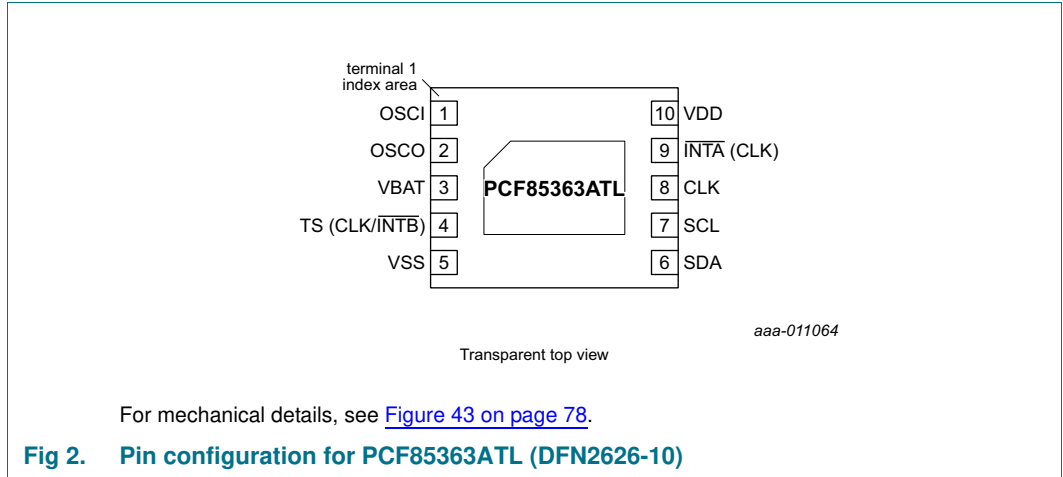 terminal 1
index area
OSCI 1
10 VDD
OSCO 2
9 I̅N̅T̅A̅ (CLK)
VBAT 3
PCF85363ATL
8 CLK
TS (CLK/I̅N̅T̅B̅) 4
7 SCL
VSS 5
6 SDA
aaa-011064
Transparent top view
For mechanical details, see Figure 43 on page 78.
Fig 2. Pin configuration for PCF85363ATL (DFN2626-10)